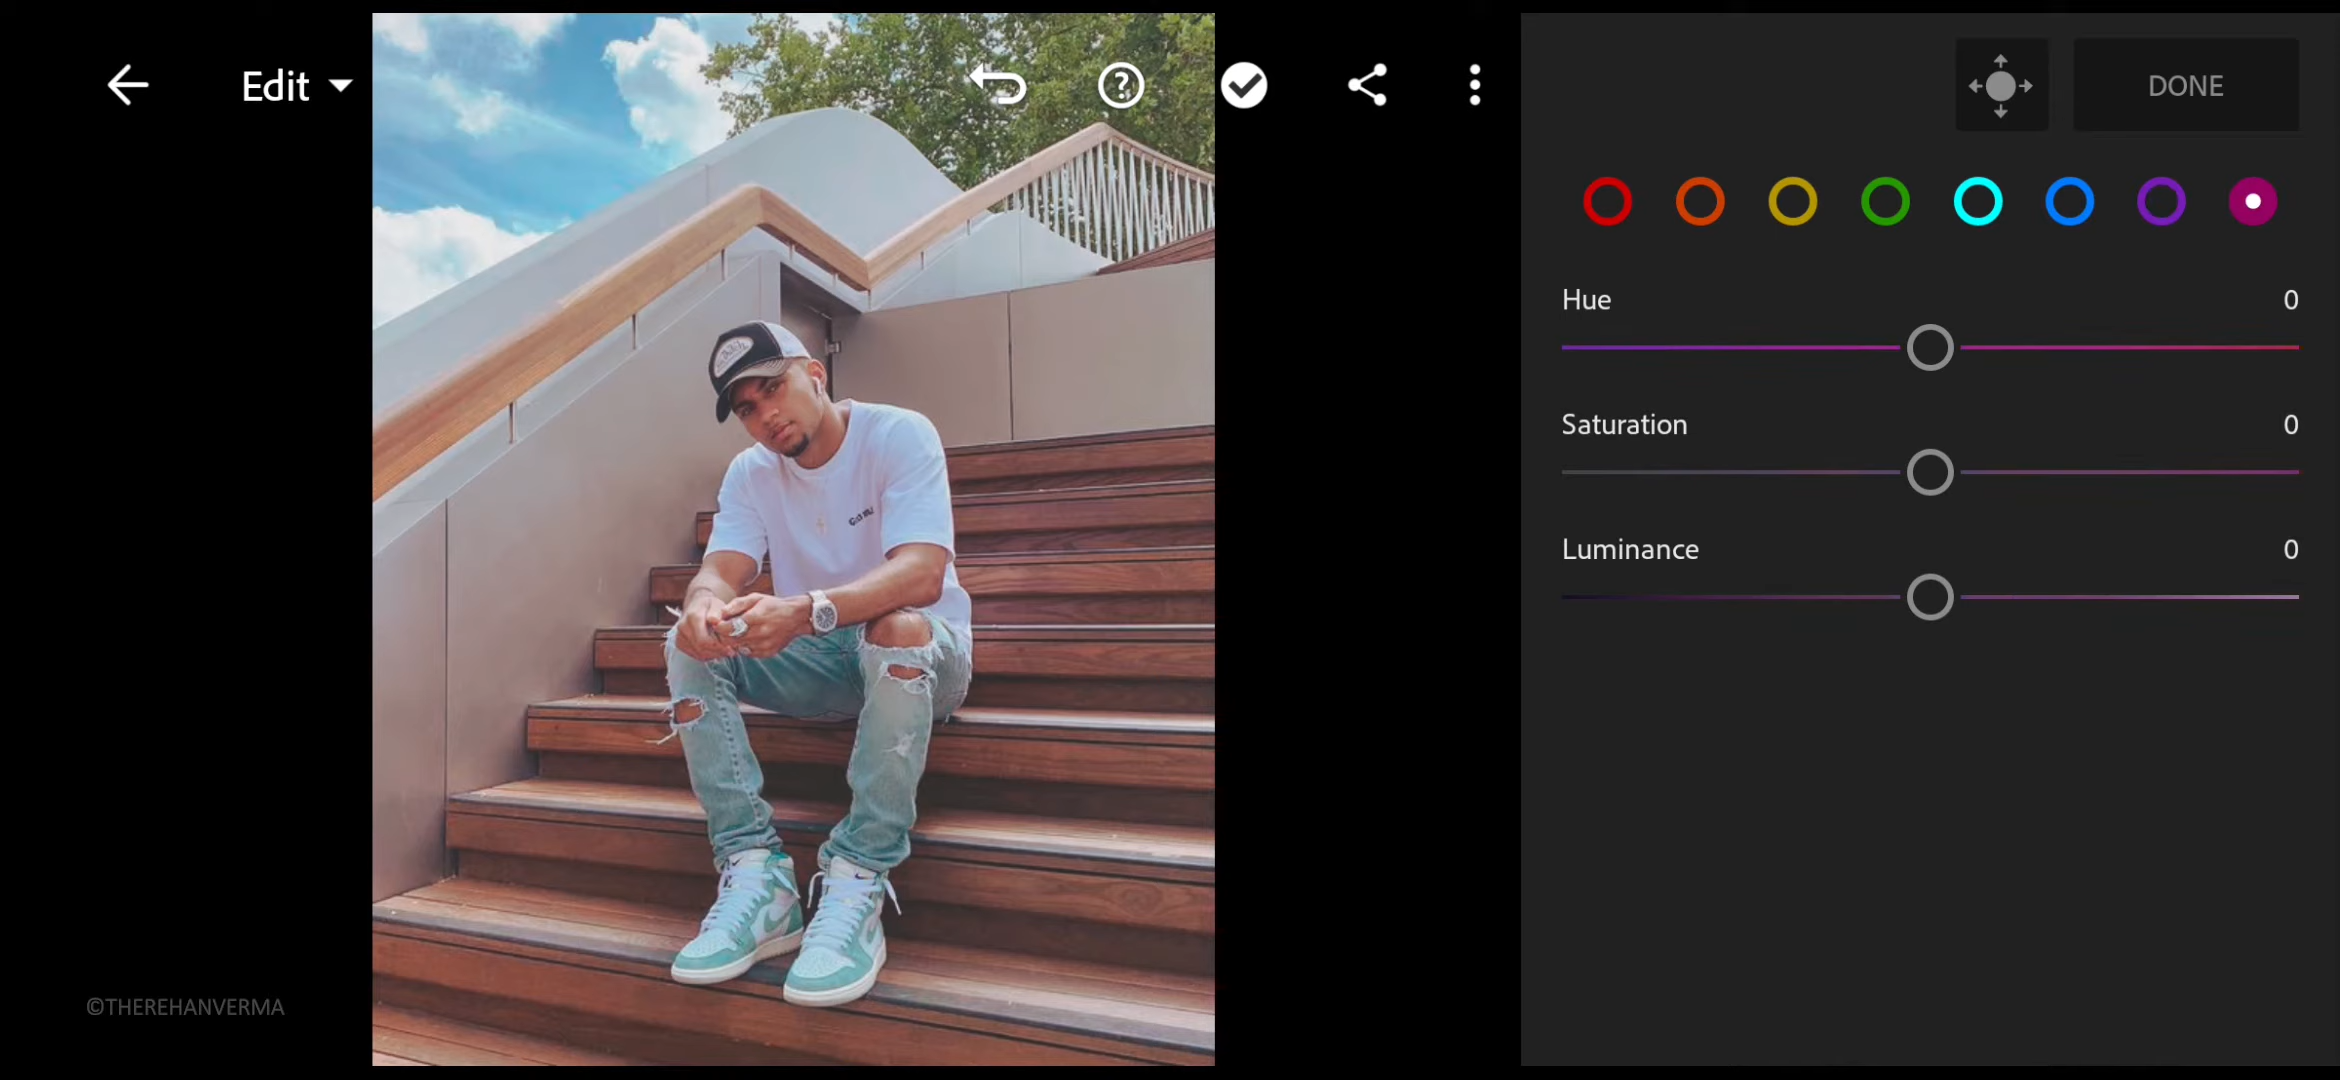 Edit
DONE
Hue
0
Saturation
0
Luminance
0
©THEREHANVERMA